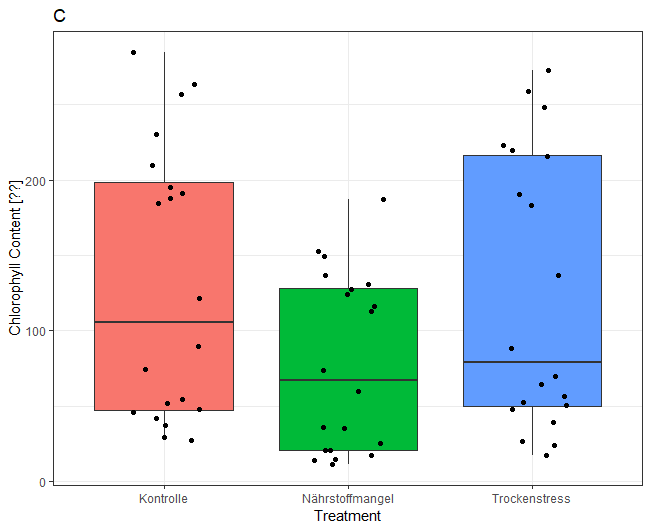 C
Chlorophyll Content [??]
200
100
0
Kontrolle Nährstoffmangel Trockenstress
Treatment